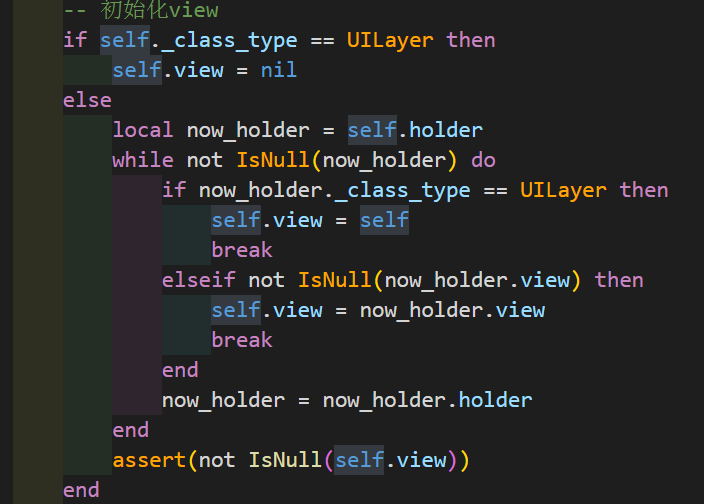 -- 初始化view
if self._class_type == UILayer then
self.view = nil
else
local now_holder = self.holder
while not IsNull(now_holder) do
if now_holder._class_type == UILayer then
self.view = self
break
elseif not IsNull(now_holder.view) then
self.view = now_holder.view
break
end
now_holder = now_holder.holder
end
assert(not IsNull(self.view))
end